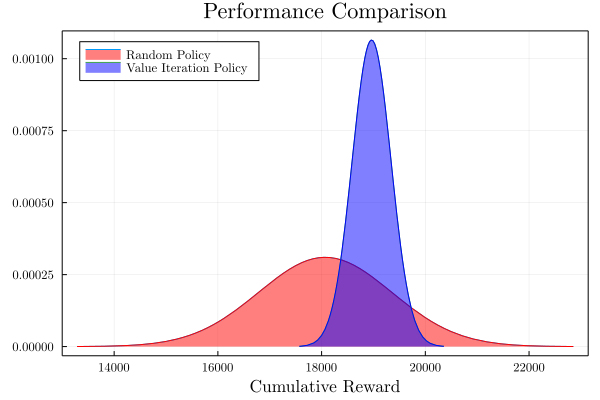 Performance Comparison
Random Policy
Value Iteration Policy
0.00100
0.00075
0.00050
0.00025
0.00000
14000 16000 18000 20000 22000
Cumulative Reward